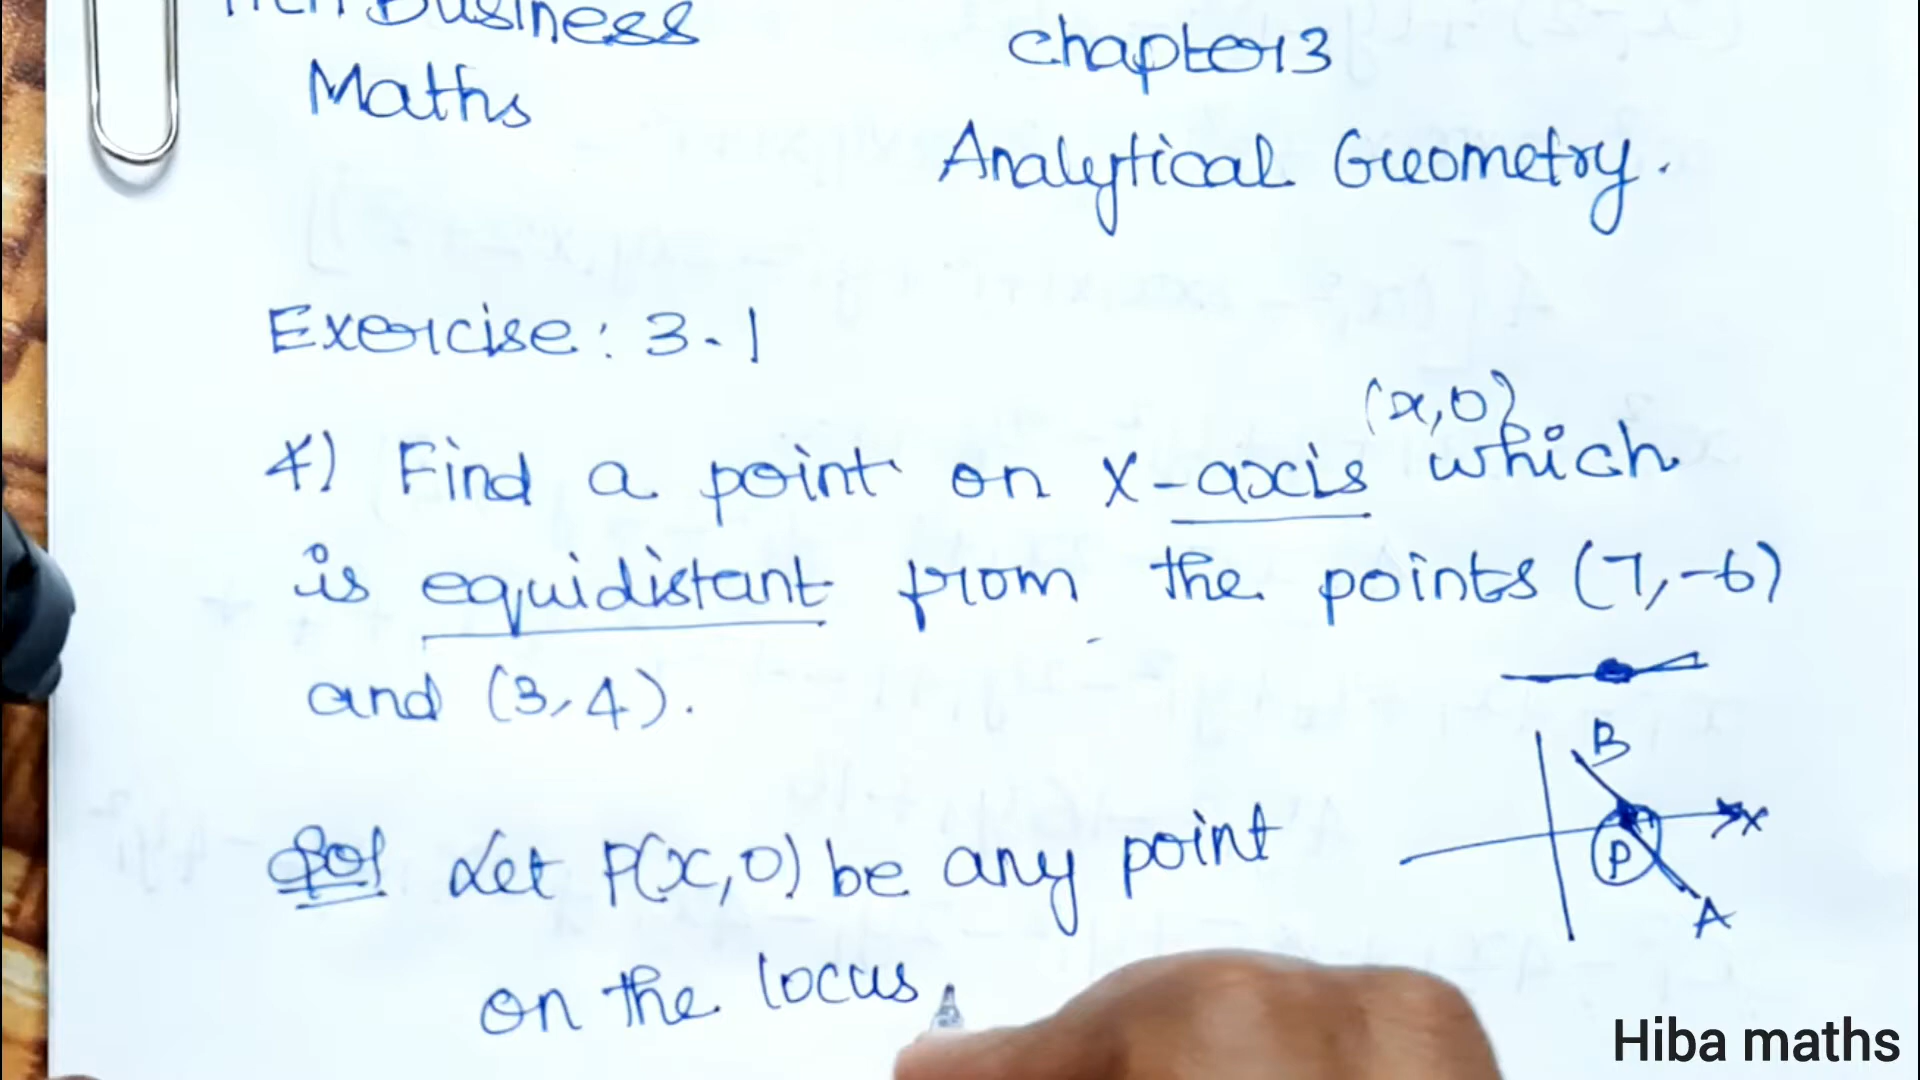 Business
Maths
Chapter 3
Analytical Geometry.
Exercise: 3.1
(x,0)
4) Find a point on X-axis which
is equidistant from the points (7,-6)
and (3,4).
B
X
P
A
Sol Let P(x,0) be any point
on the locus
Hiba maths